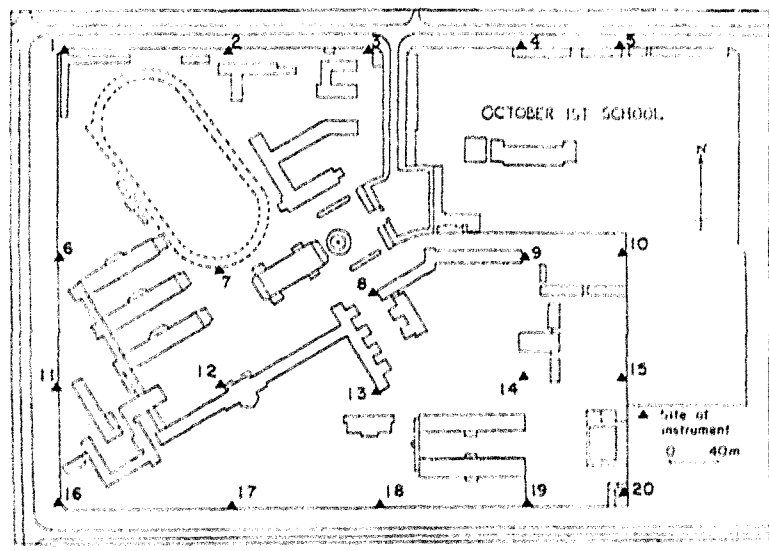 1 2 3 4 5
OCTOBER 1ST SCHOOL
N
6 7 8 9 10
11 12 13 14 15
Site of
instrument
0 40m
16 17 18 19 20